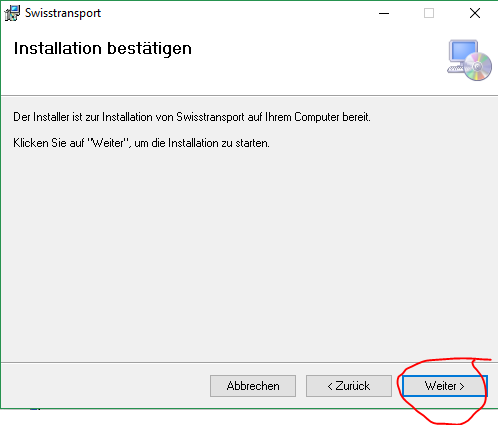 Swisstransport
Installation bestätigen
Der Installer ist zur Installation von Swisstransport auf Ihrem Computer bereit.
Klicken Sie auf "Weiter", um die Installation zu starten.
Abbrechen
< Zurück
Weiter >